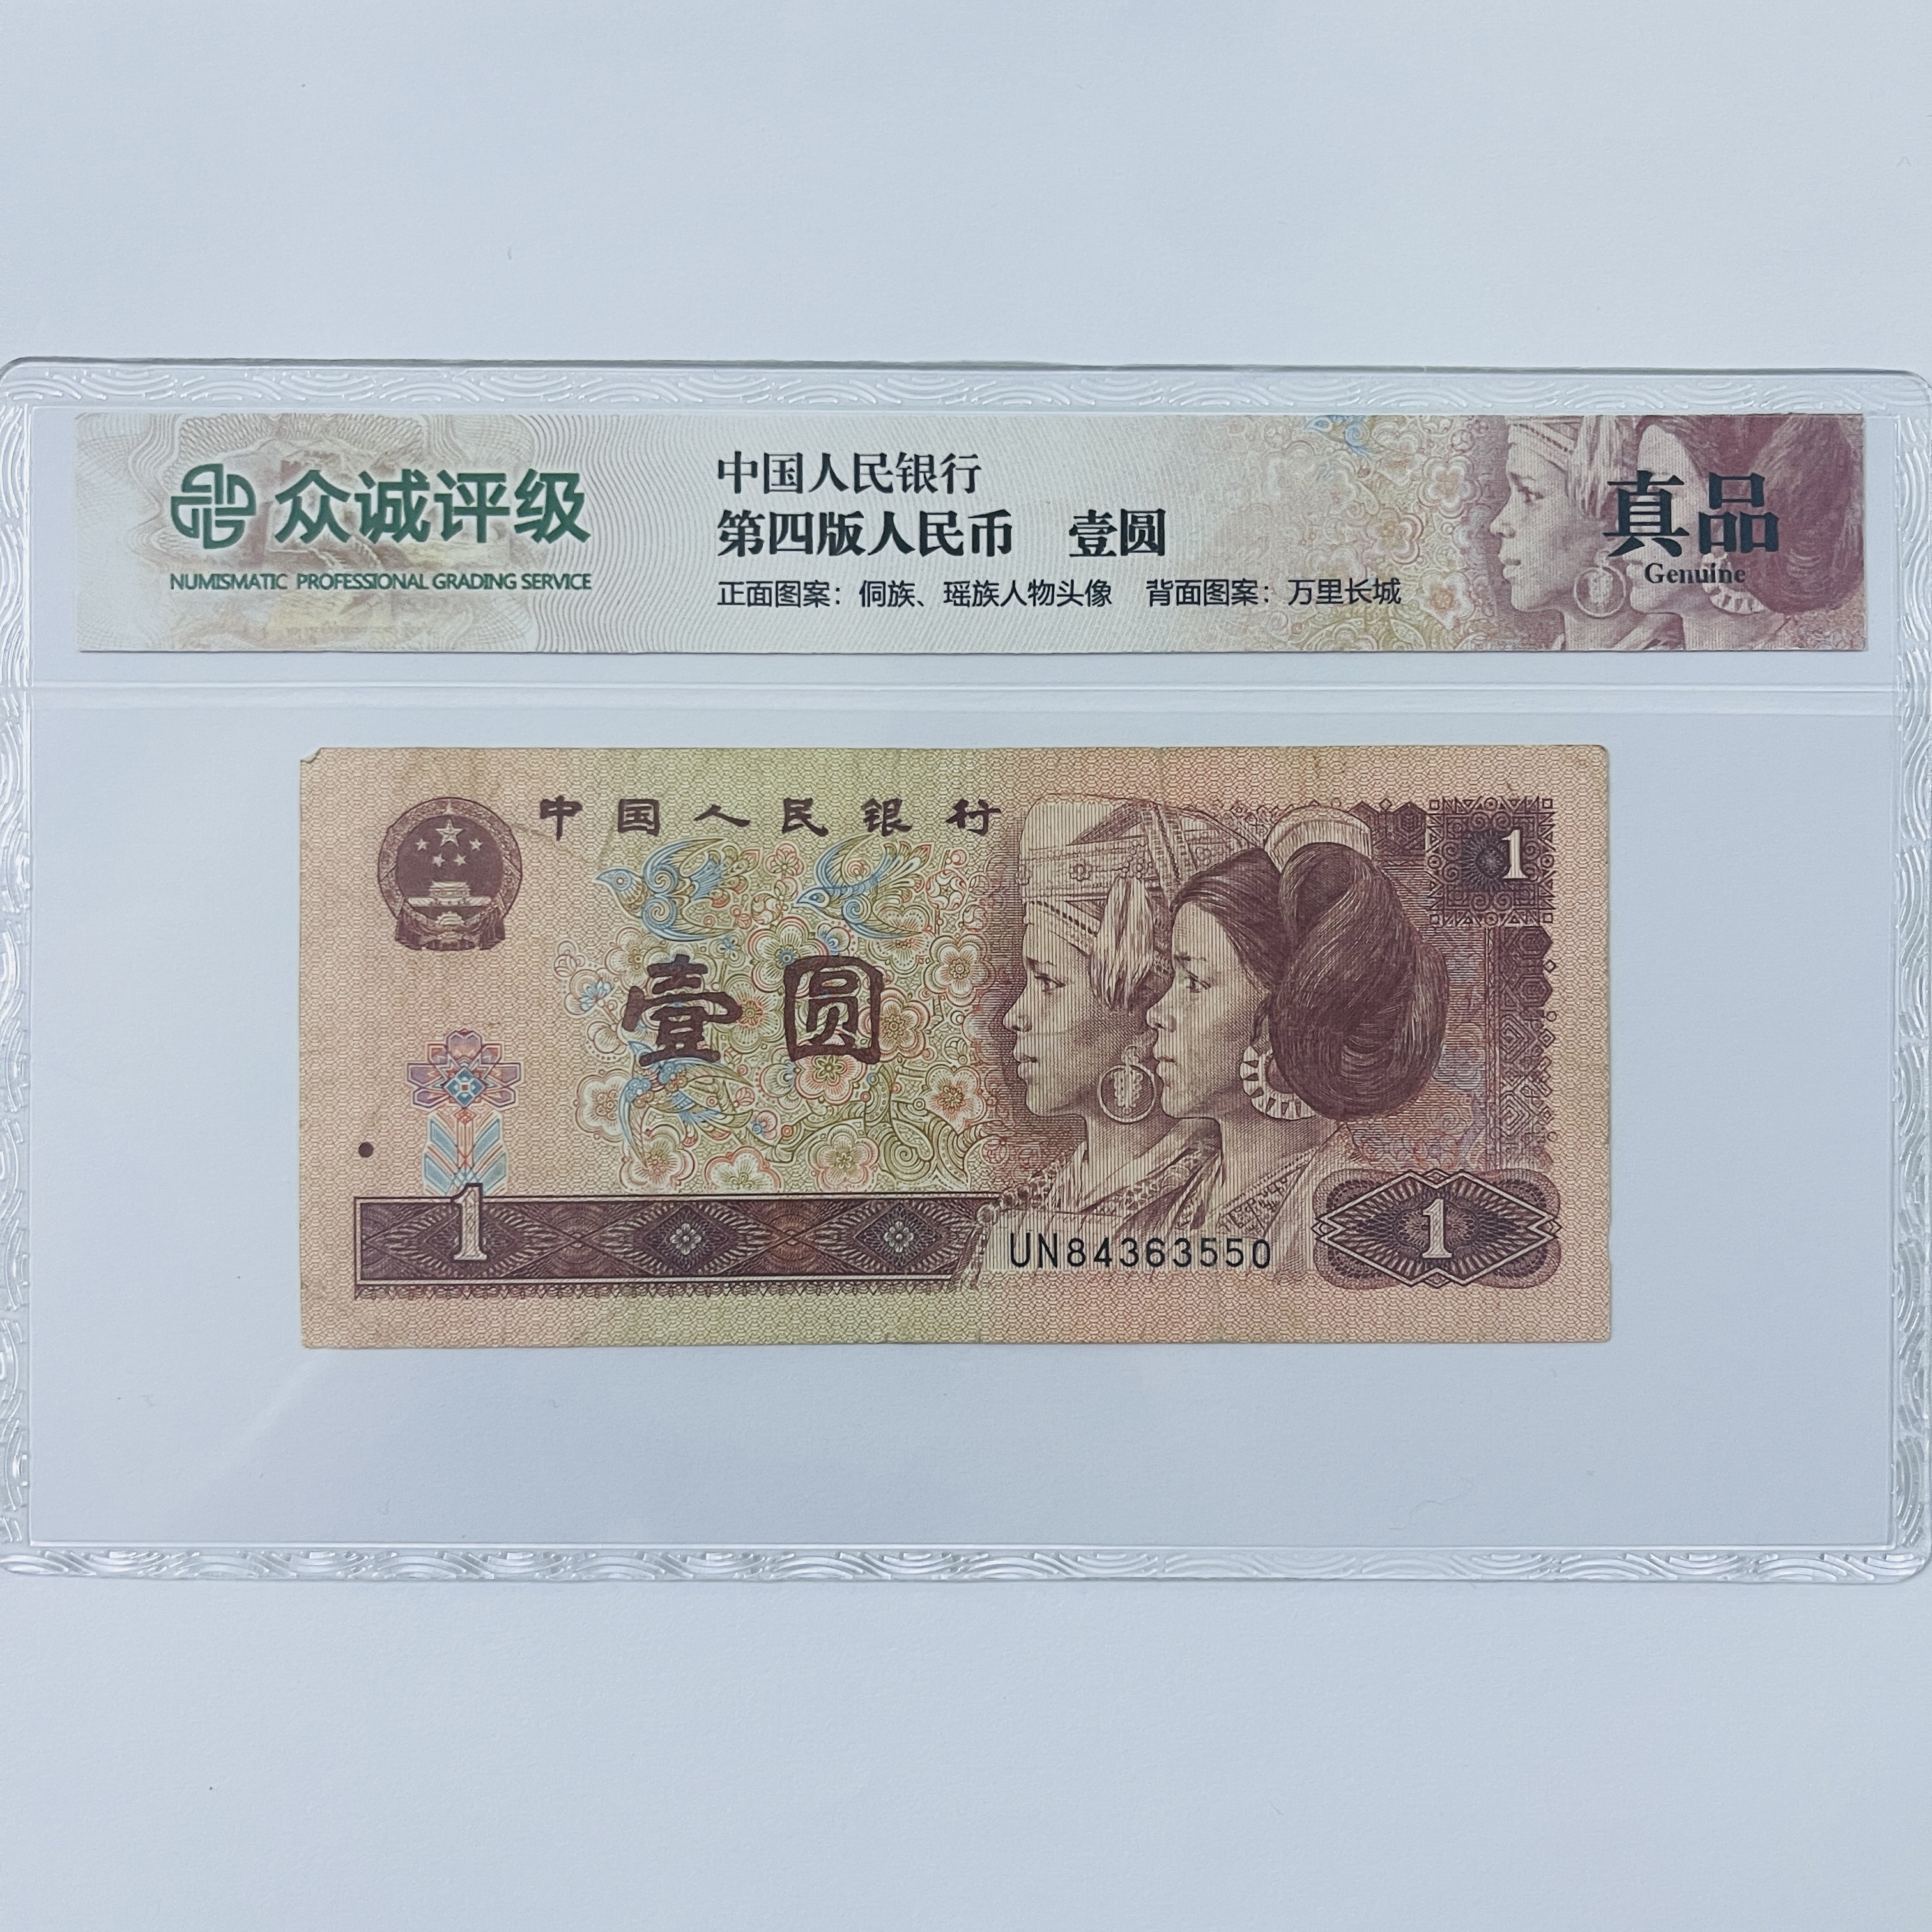 众诚评级
NUMISMATIC PROFESSIONAL GRADING SERVICE
中国人民银行
第四版人民币 壹圆
正面图案：侗族、瑶族人物头像 背面图案：万里长城
真品
Genuine
中国人民银行
1
壹圆
1
UN84363550
1